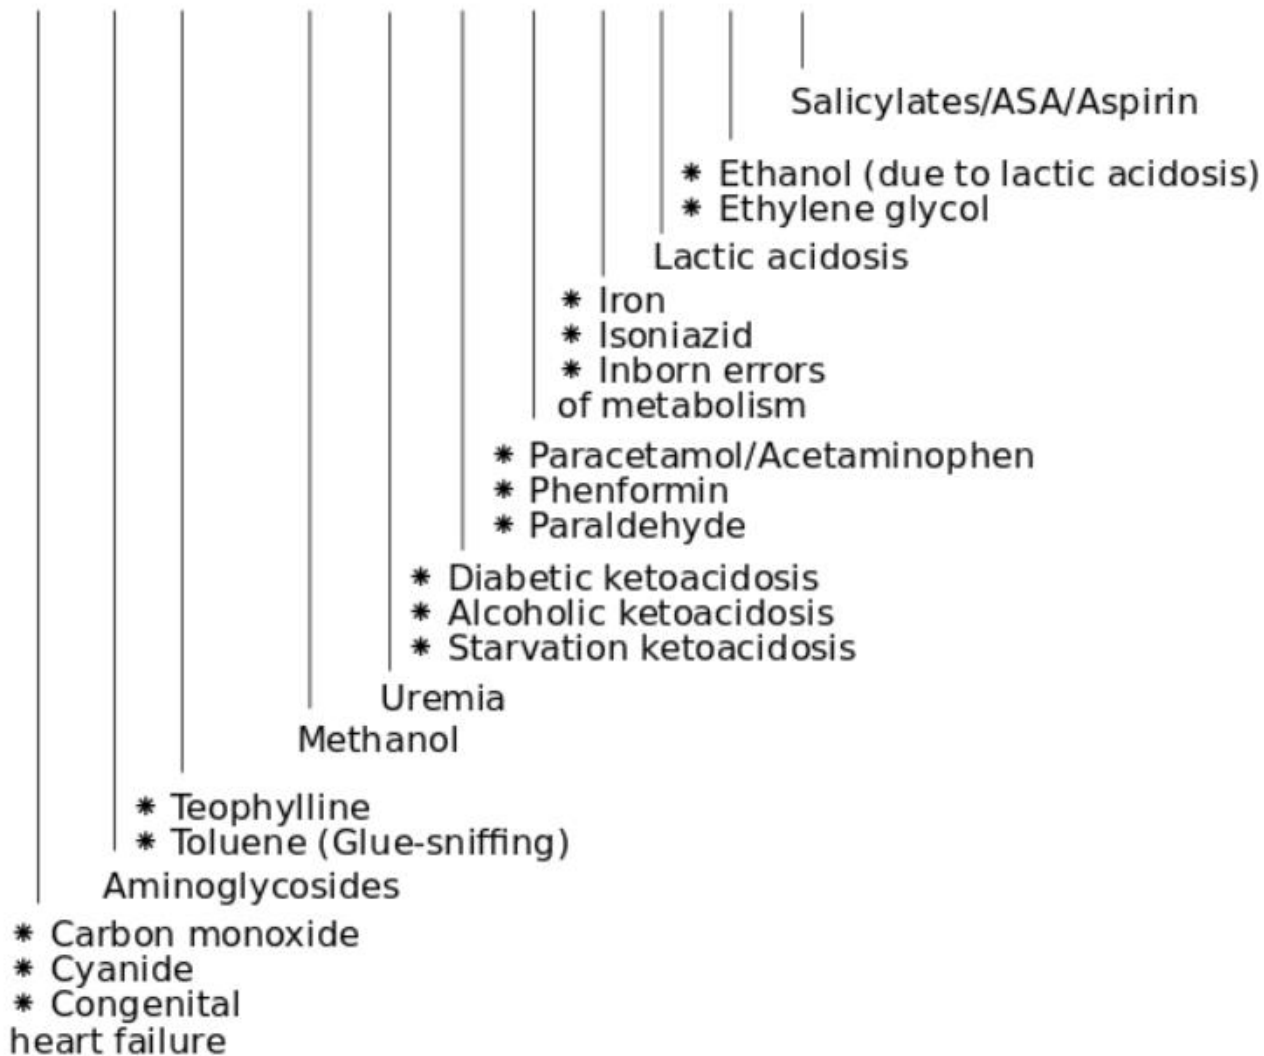 Salicylates/ASA/Aspirin
* Ethanol (due to lactic acidosis)
* Ethylene glycol
Lactic acidosis
* Iron
* Isoniazid
* Inborn errors
of metabolism
* Paracetamol/Acetaminophen
* Phenformin
* Paraldehyde
* Diabetic ketoacidosis
* Alcoholic ketoacidosis
* Starvation ketoacidosis
Uremia
Methanol
* Teophylline
* Toluene (Glue-sniffing)
Aminoglycosides
* Carbon monoxide
* Cyanide
* Congenital
heart failure